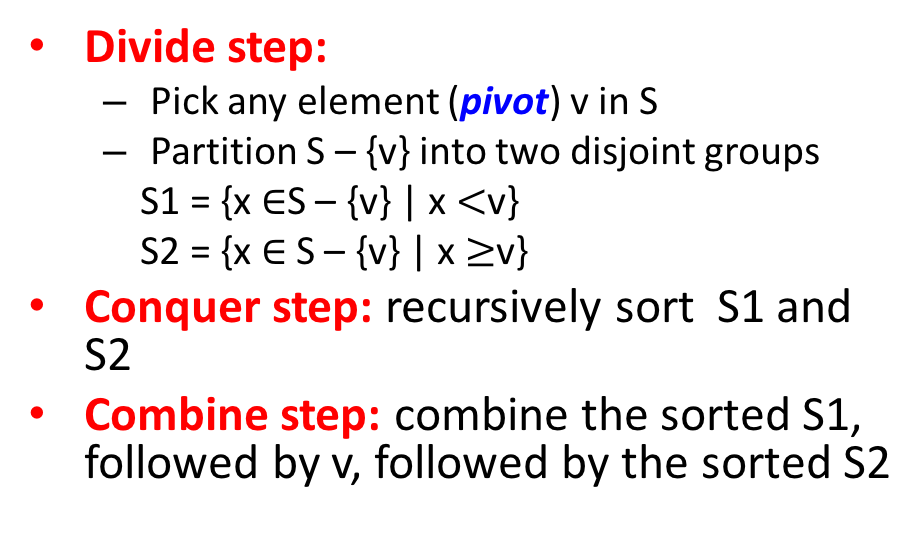 • Divide step:
– Pick any element (pivot) v in S
– Partition S – {v} into two disjoint groups
S1 = {x ∈S – {v} | x <v}
S2 = {x ∈ S – {v} | x ≥v}
• Conquer step: recursively sort S1 and
S2
• Combine step: combine the sorted S1,
followed by v, followed by the sorted S2